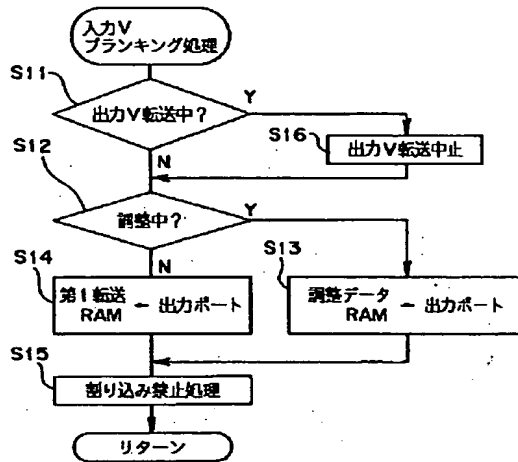 入力V
ブランキング処理
S11
出力V転送中?
Y
N
S16
出力V転送中止
S12
調整中?
Y
N
S14
第1転送
RAM ← 出力ポート
S13
調整データ
RAM ← 出力ポート
S15
割り込み禁止処理
リターン